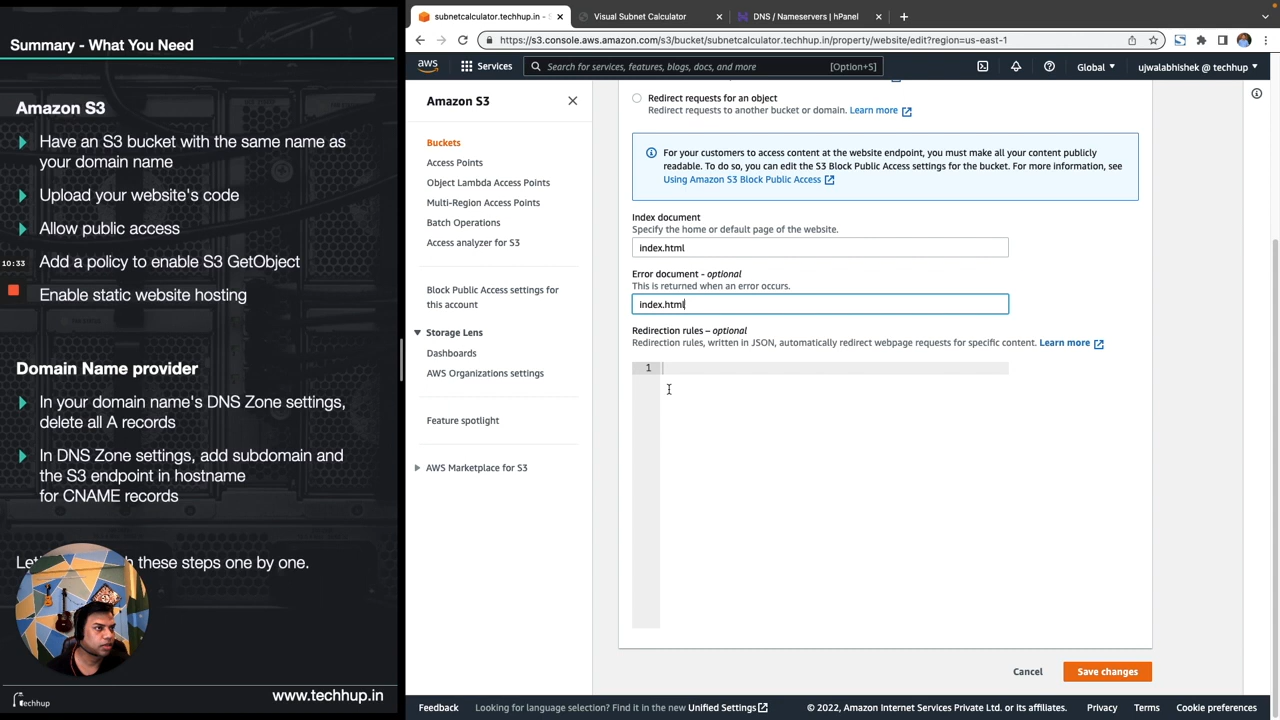 Summary - What You Need
Amazon S3
Have an S3 bucket with the same name as
your domain name
Upload your website's code
Allow public access
10:33
Add a policy to enable S3 GetObject
Enable static website hosting
Domain Name provider
In your domain name's DNS Zone settings,
delete all A records
In DNS Zone settings, add subdomain and
the S3 endpoint in hostname
for CNAME records
these steps one by one.
Techhup
www.techhup.in
subnetcalculator.techhup.in -
Visual Subnet Calculator
DNS / Nameservers | hPanel
https://s3.console.aws.amazon.com/s3/bucket/subnetcalculator.techhup.in/property/website/edit?region=us-east-1
aws
Services
Search for services, features, blogs, docs, and more
[Option+S]
Global
ujwalabhishek @ techhup
Amazon S3
Buckets
Access Points
Object Lambda Access Points
Multi-Region Access Points
Batch Operations
Access analyzer for S3
Block Public Access settings for
this account
Storage Lens
Dashboards
AWS Organizations settings
Feature spotlight
AWS Marketplace for S3
Redirect requests for an object
Redirect requests to another bucket or domain. Learn more
For your customers to access content at the website endpoint, you must make all your content publicly
readable. To do so, you can edit the S3 Block Public Access settings for the bucket. For more information, see
Using Amazon S3 Block Public Access
Index document
Specify the home or default page of the website.
index.html
Error document - optional
This is returned when an error occurs.
index.html
Redirection rules – optional
Redirection rules, written in JSON, automatically redirect webpage requests for specific content. Learn more
1
Cancel
Save changes
Feedback
Looking for language selection? Find it in the new Unified Settings
© 2022, Amazon Internet Services Private Ltd. or its affiliates.
Privacy
Terms
Cookie preferences